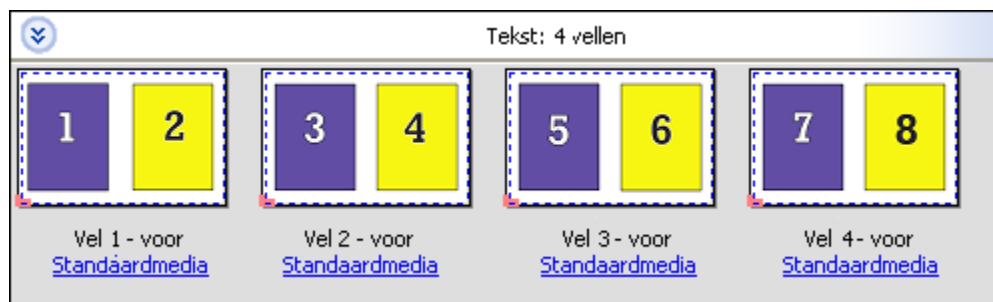 Tekst: 4 vellen
1 2 3 4 5 6 7 8
Vel 1 - voor Vel 2 - voor Vel 3 - voor Vel 4 - voor
Standaardmedia Standaardmedia Standaardmedia Standaardmedia